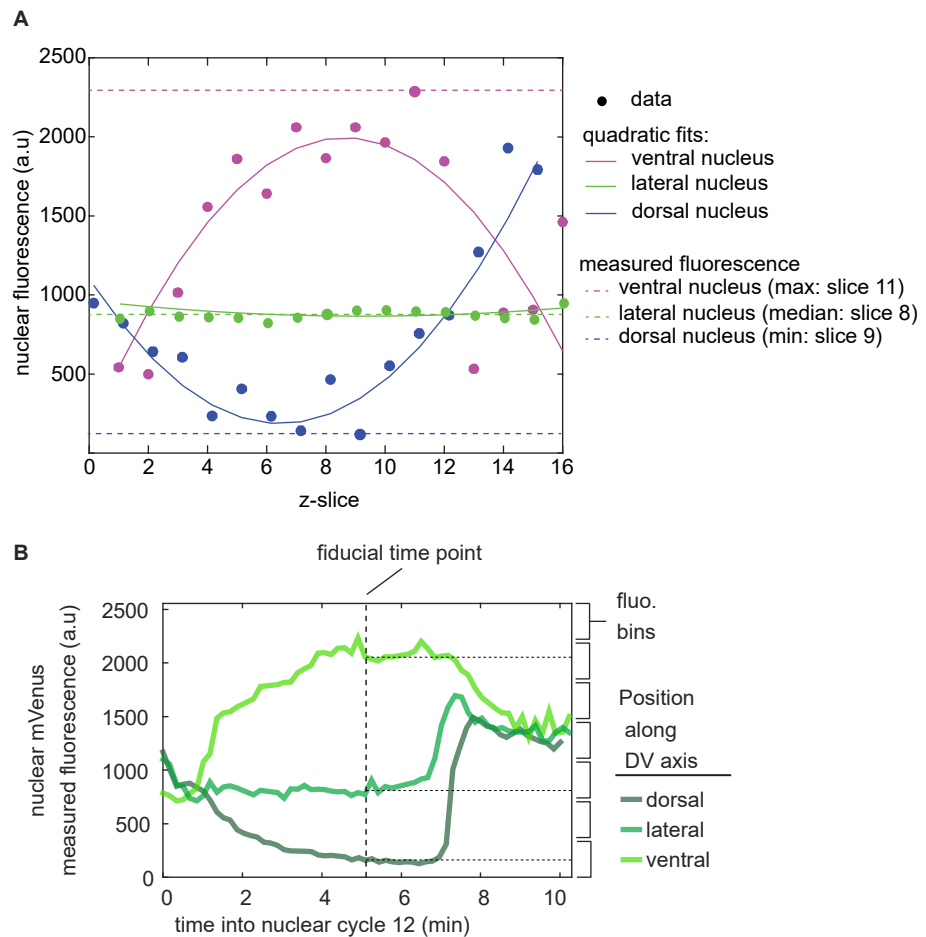 A
2500
2000
1500
1000
500
nuclear fluorescence (a.u)
0 2 4 6 8 10 12 14 16
z-slice
data
quadratic fits:
ventral nucleus
lateral nucleus
dorsal nucleus
measured fluorescence
ventral nucleus (max: slice 11)
lateral nucleus (median: slice 8)
dorsal nucleus (min: slice 9)
B
fiducial time point
2500
2000
1500
1000
500
0
nuclear mVenus
measured fluorescence (a.u)
0 2 4 6 8 10
time into nuclear cycle 12 (min)
fluo.
bins
Position
along
DV axis
dorsal
lateral
ventral